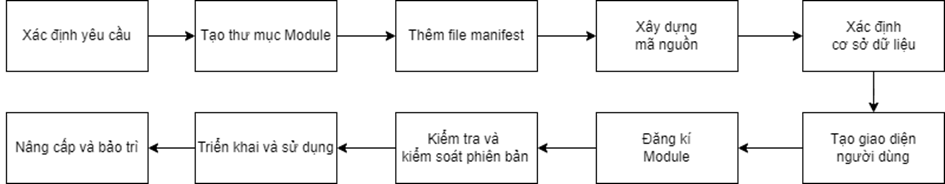 Xác định yêu cầu
Tạo thư mục Module
Thêm file manifest
Xây dựng
mã nguồn
Xác định
cơ sở dữ liệu
Tạo giao diện
người dùng
Đăng kí
Module
Kiểm tra và
kiểm soát phiên bản
Triển khai và sử dụng
Nâng cấp và bảo trì